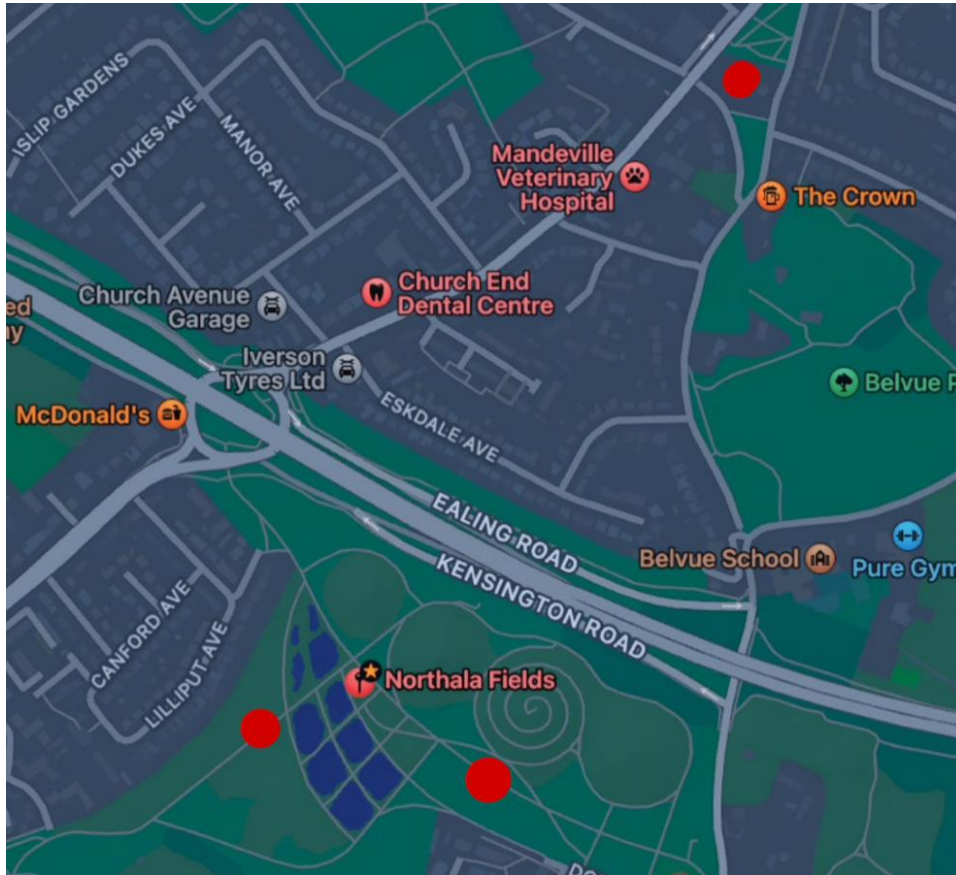 ISLIP GARDENS
DUKES AVE
MANOR AVE
Mandeville
Veterinary
Hospital
The Crown
Church End
Dental Centre
Church Avenue
Garage
Iverson
Tyres Ltd
McDonald's
ESKDALE AVE
Belvue
EALING ROAD
KENSINGTON ROAD
Belvue School
Pure Gym
CANFORD AVE
LILLIPUT AVE
Northala Fields